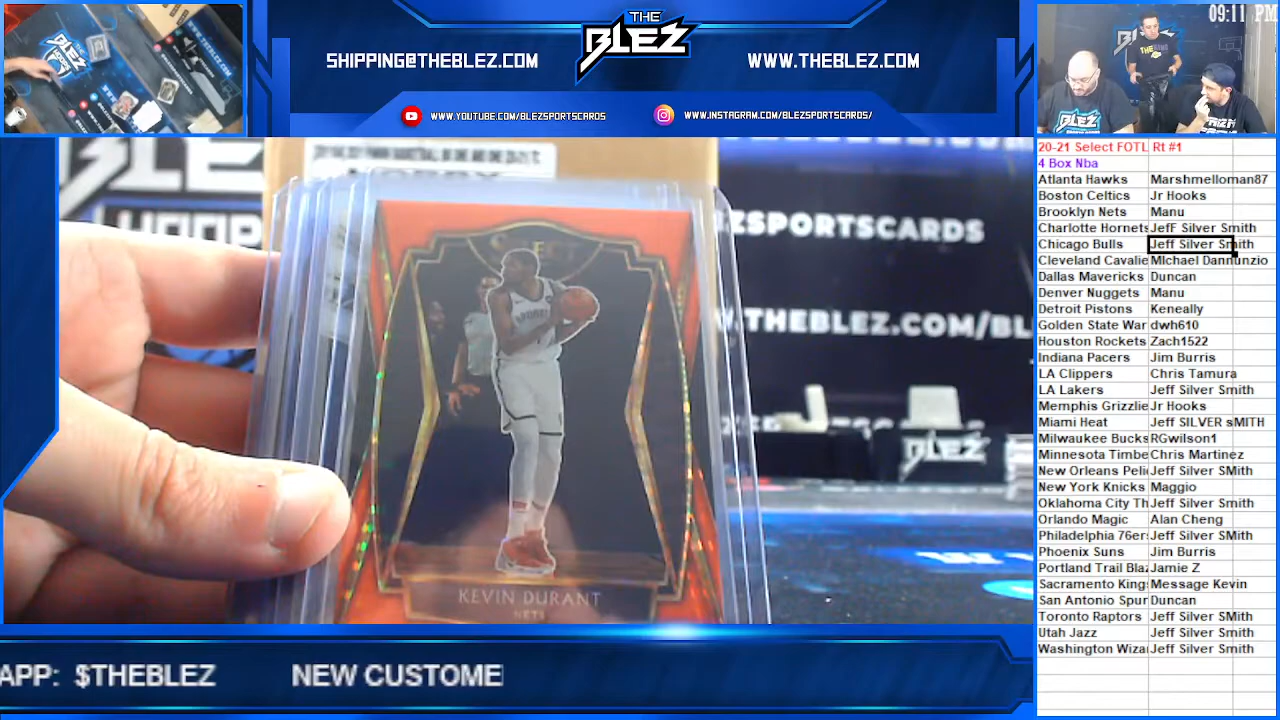 09:11 PM
THE
BLEZ
SHIPPING@THEBLEZ.COM
WWW.THEBLEZ.COM
WWW.YOUTUBE.COM/BLEZSPORTSCARDS
WWW.INSTAGRAM.COM/BLEZSPORTSCARDS/
20-21 Select FOTL Rt #1
4 Box Nba
Atlanta Hawks Marshmelloman87
Boston Celtics Jr Hooks
Brooklyn Nets Manu
Charlotte Hornets JefF Silver Smith
Chicago Bulls Jeff Silver Smith
Cleveland Cavalie MIchael Dannunzio
Dallas Mavericks Duncan
Denver Nuggets Manu
Detroit Pistons Keneally
Golden State War dwh610
Houston Rockets Zach1522
Indiana Pacers Jim Burris
LA Clippers Chris Tamura
LA Lakers Jeff Silver Smith
Memphis Grizzlie Jr Hooks
Miami Heat Jeff SILVER sMITH
Milwaukee Bucks RGwilson1
Minnesota Timbe Chris Martinez
New Orleans Peli Jeff Silver SMith
New York Knicks Maggio
Oklahoma City Th Jeff Silver Smith
Orlando Magic Alan Cheng
Philadelphia 76er Jeff Silver SMith
Phoenix Suns Jim Burris
Portland Trail Blaz Jamie Z
Sacramento King Message Kevin
San Antonio Spur Duncan
Toronto Raptors Jeff Silver SMith
Utah Jazz Jeff Silver Smith
Washington Wiza Jeff Silver Smith
EZSPORTSCARDS
W.THEBLEZ.COM/BL
BLEZ
SELECT
KEVIN DURANT
NETS
APP: $THEBLEZ NEW CUSTOME